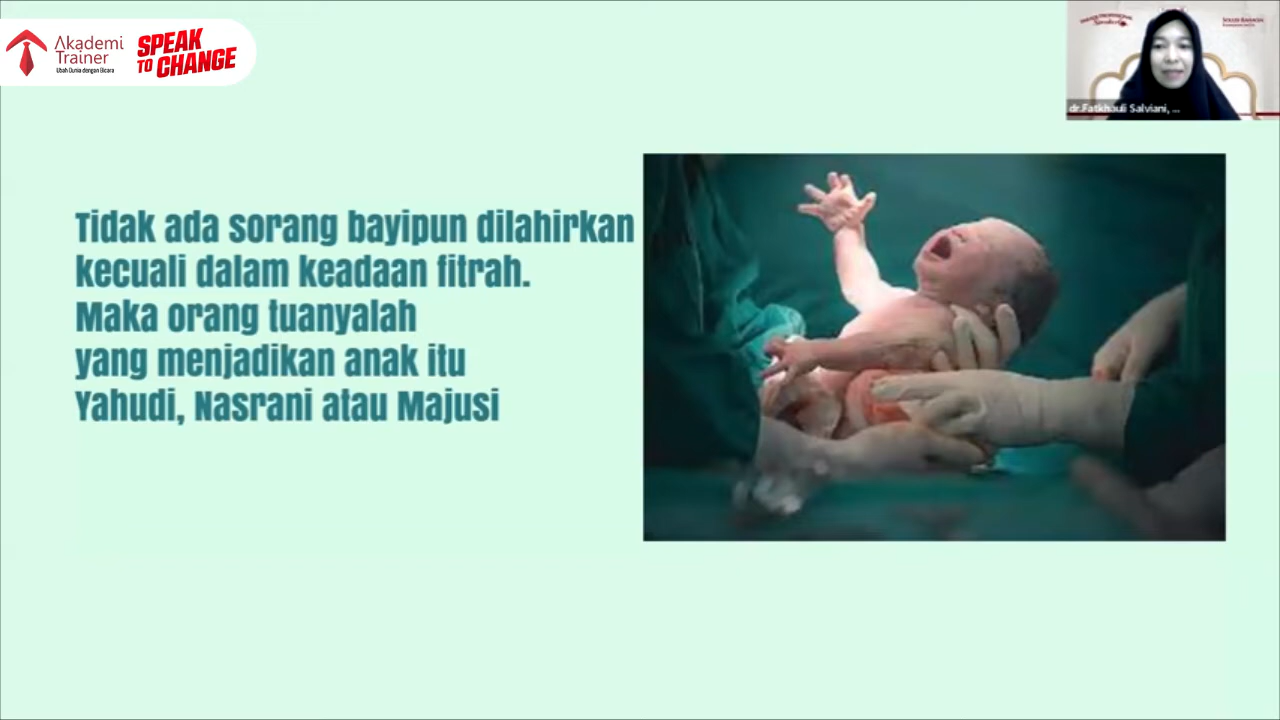 Akademi
Trainer
Ubah Dunia dengan Bicara
SPEAK
TO CHANGE
dr.Fatkhauli Salviani, ...
Tidak ada sorang bayipun dilahirkan
kecuali dalam keadaan fitrah.
Maka orang tuanyalah
yang menjadikan anak itu
Yahudi, Nasrani atau Majusi